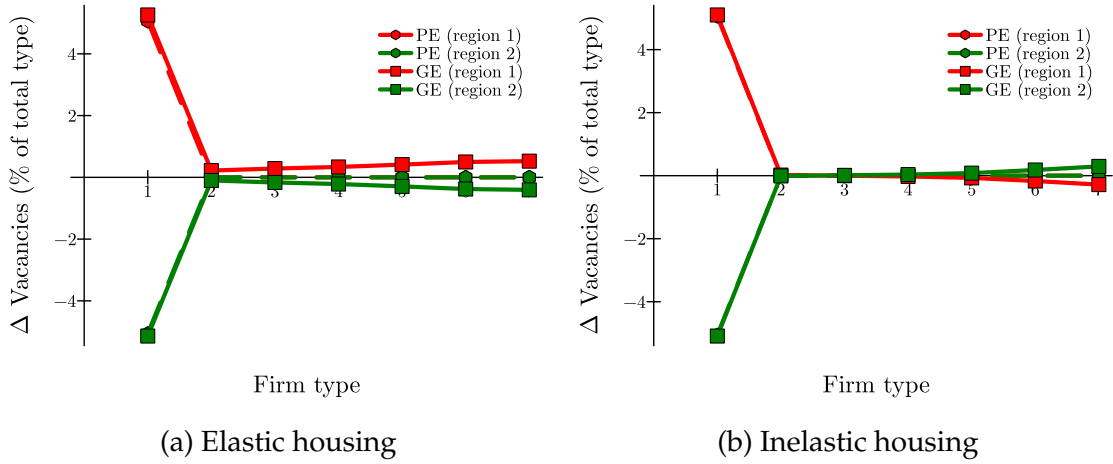 Δ Vacancies (% of total type)
4
2
−2
−4
1
2
3
4
5
PE (region 1)
PE (region 2)
GE (region 1)
GE (region 2)
Firm type
(a) Elastic housing
Δ Vacancies (% of total type)
4
2
−2
−4
1
2
3
4
5
6
PE (region 1)
PE (region 2)
GE (region 1)
GE (region 2)
Firm type
(b) Inelastic housing